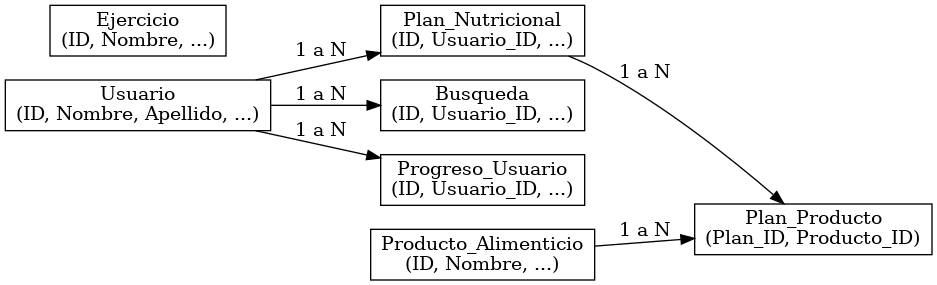 Ejercicio
(ID, Nombre, ...)
Usuario
(ID, Nombre, Apellido, ...)
1 a N
1 a N
1 a N
Plan_Nutricional
(ID, Usuario_ID, ...)
Busqueda
(ID, Usuario_ID, ...)
Progreso_Usuario
(ID, Usuario_ID, ...)
Producto_Alimenticio
(ID, Nombre, ...)
1 a N
1 a N
Plan_Producto
(Plan_ID, Producto_ID)